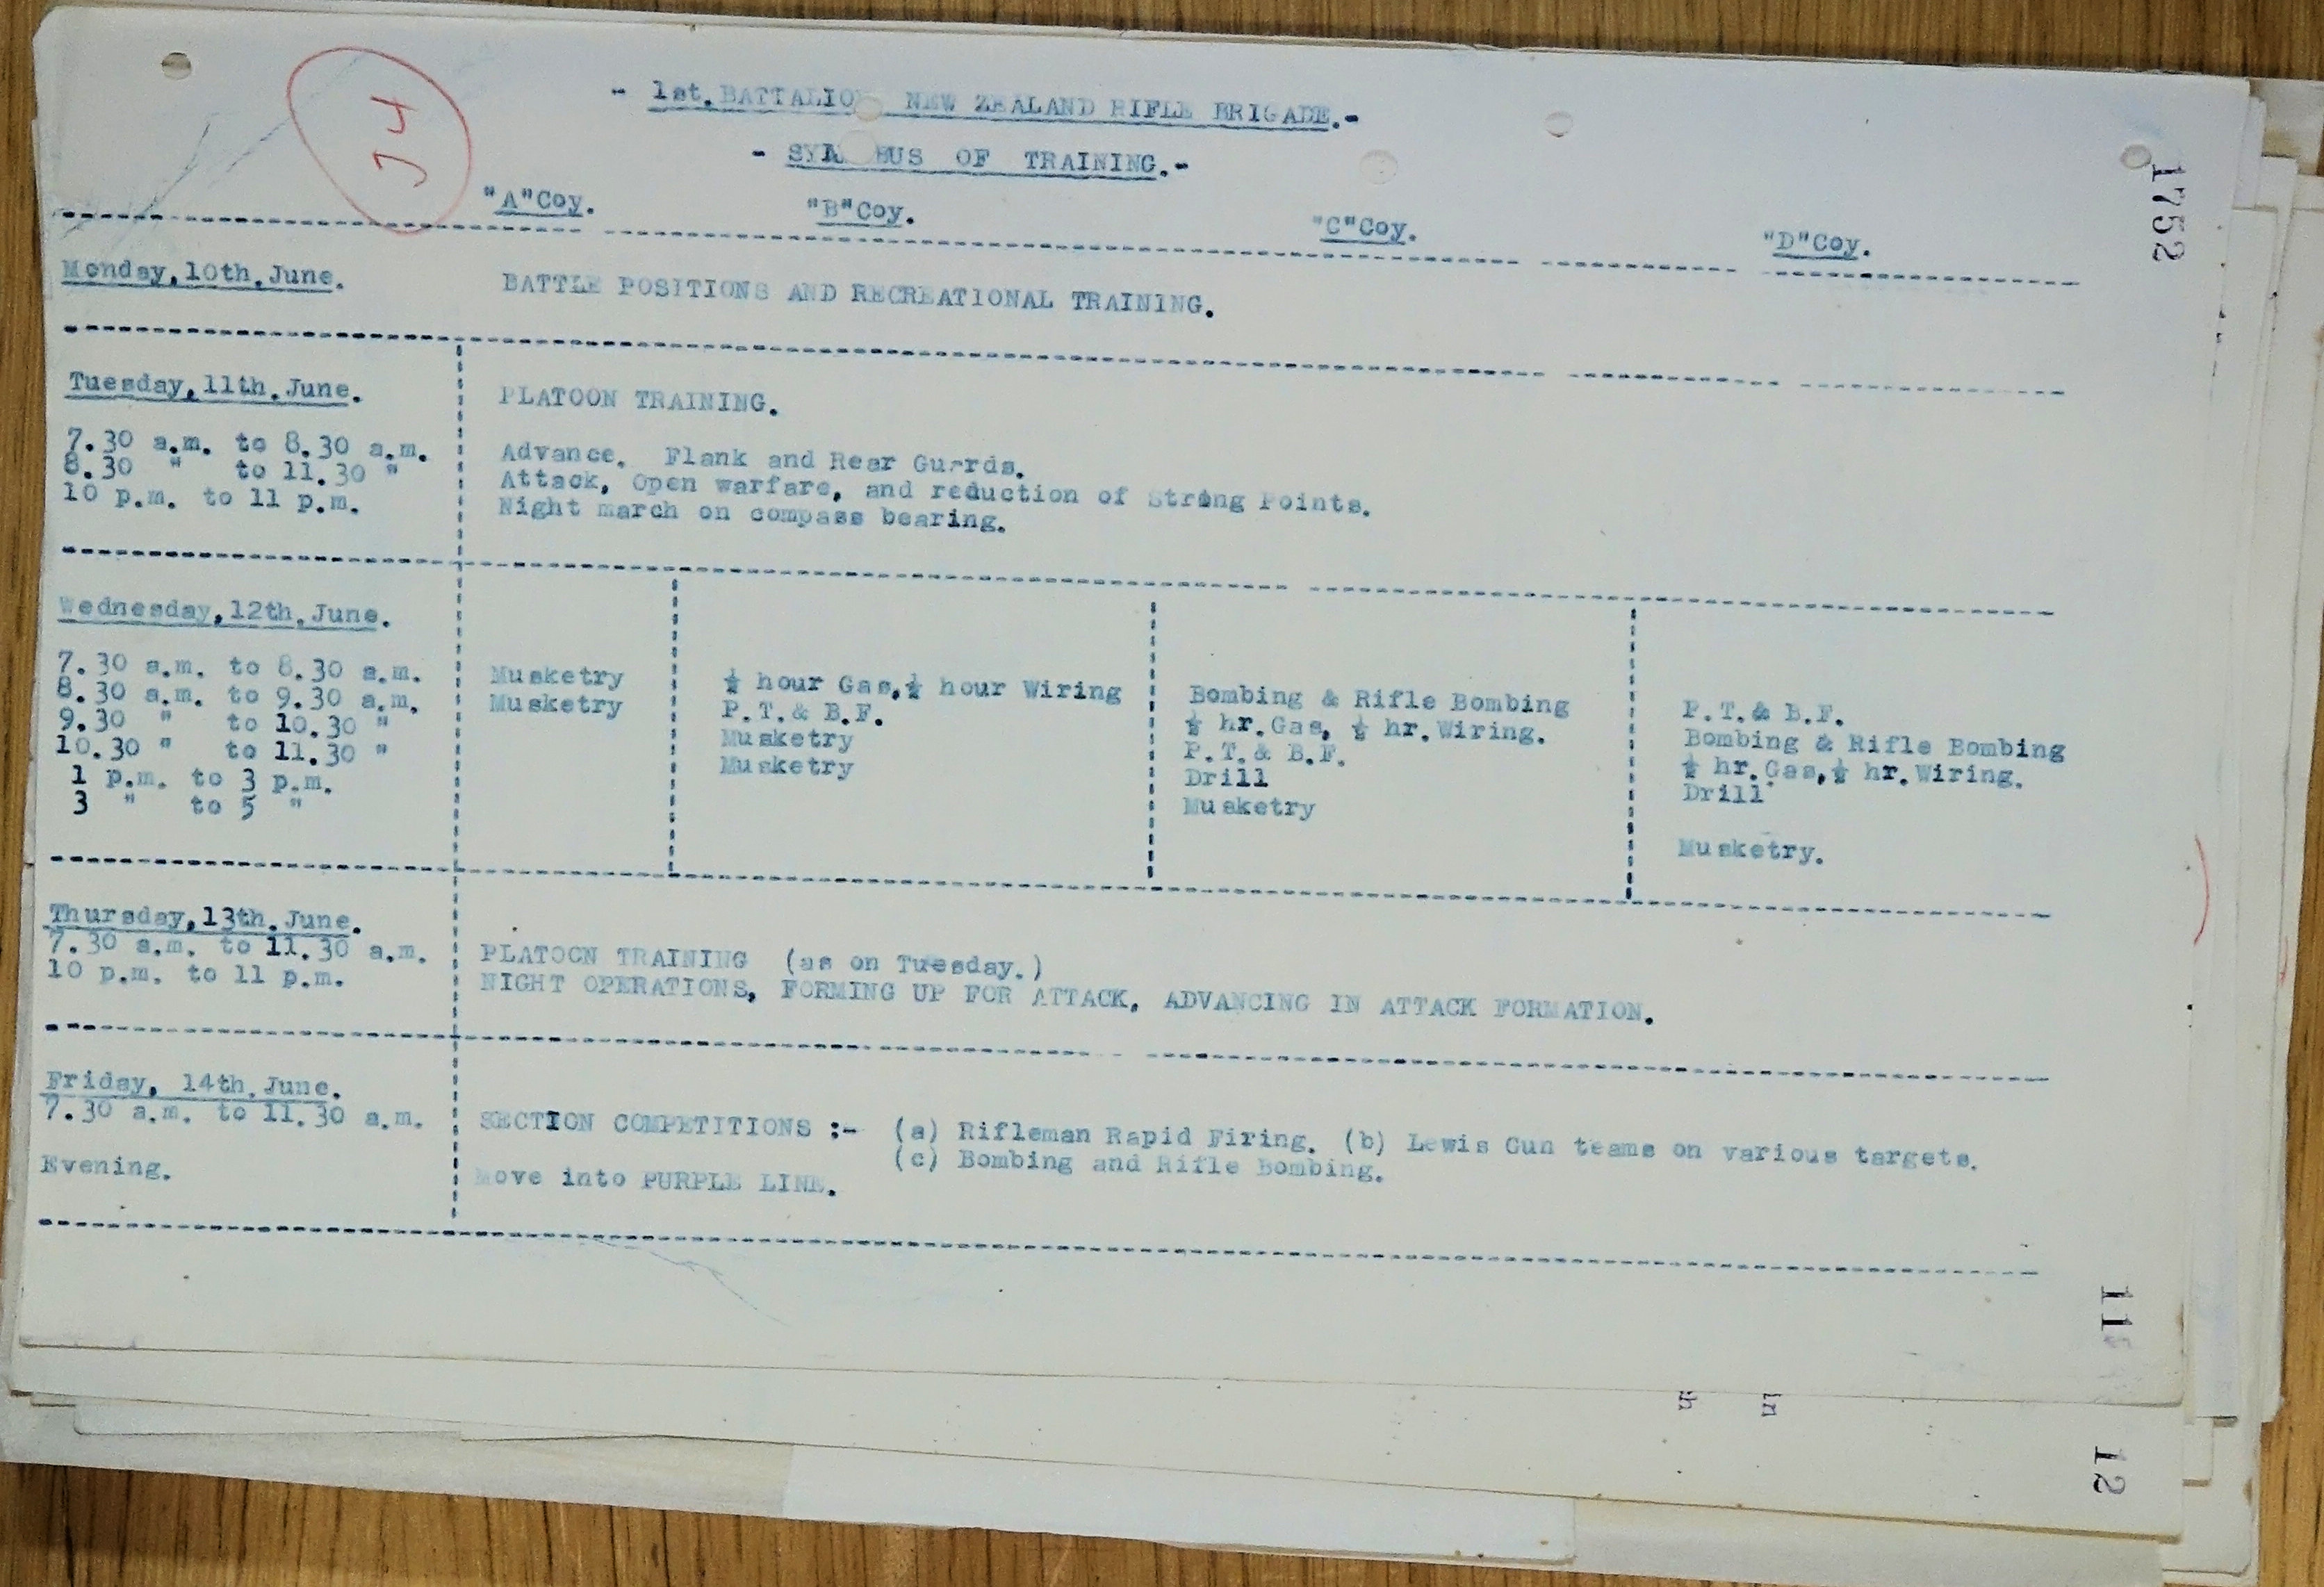 J4
- 1st. BATTALION NEW ZEALAND RIFLE BRIGADE.-
- SYLLABUS OF TRAINING.-
"A"Coy. "B"Coy. "C"Coy. "D"Coy.
Monday, 10th. June. BATTLE POSITIONS AND RECREATIONAL TRAINING.
Tuesday, 11th. June. PLATOON TRAINING.
7.30 a.m. to 8.30 a.m. Advance. Flank and Rear Guards.
8.30 " to 11.30 " Attack, Open warfare, and reduction of Strong Points.
10 p.m. to 11 p.m. Night march on compass bearing.
Wednesday, 12th. June.
7.30 a.m. to 8.30 a.m. Musketry ½ hour Gas, ½ hour Wiring Bombing & Rifle Bombing P.T. & B.F.
8.30 a.m. to 9.30 a.m. Musketry P.T. & B.F. ½ hr. Gas, ½ hr. Wiring. Bombing & Rifle Bombing
9.30 " to 10.30 " Musketry P.T. & B.F. ½ hr. Gas, ½ hr. Wiring.
10.30 " to 11.30 " Musketry Drill Drill
1 p.m. to 3 p.m. Musketry
3 " to 5 " Musketry.
Thursday, 13th. June.
7.30 a.m. to 11.30 a.m. PLATOON TRAINING (as on Tuesday.)
10 p.m. to 11 p.m. NIGHT OPERATIONS, FORMING UP FOR ATTACK, ADVANCING IN ATTACK FORMATION.
Friday, 14th. June.
7.30 a.m. to 11.30 a.m. SECTION COMPETITIONS :- (a) Rifleman Rapid Firing. (b) Lewis Gun teams on various targets.
(c) Bombing and Rifle Bombing.
Evening. Move into PURPLE LINE.
1752
11
in
12